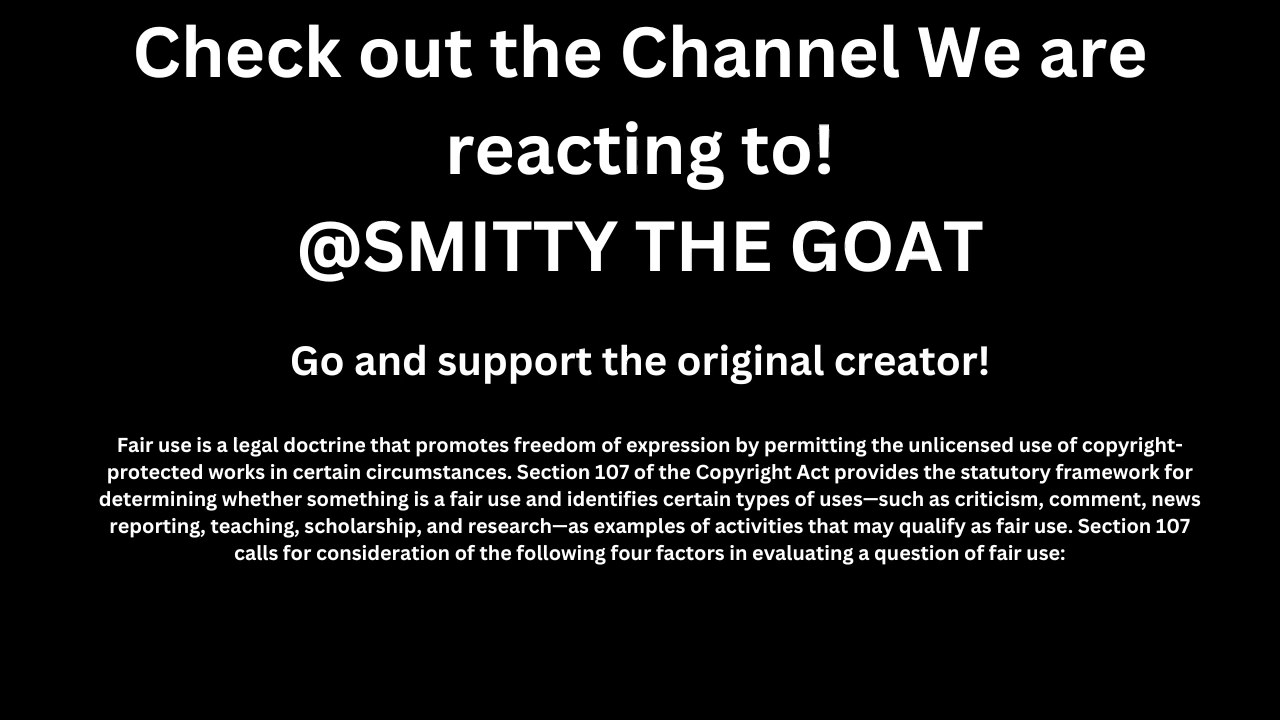 Check out the Channel We are
reacting to!
@SMITTY THE GOAT
Go and support the original creator!
Fair use is a legal doctrine that promotes freedom of expression by permitting the unlicensed use of copyright-
protected works in certain circumstances. Section 107 of the Copyright Act provides the statutory framework for
determining whether something is a fair use and identifies certain types of uses—such as criticism, comment, news
reporting, teaching, scholarship, and research—as examples of activities that may qualify as fair use. Section 107
calls for consideration of the following four factors in evaluating a question of fair use: